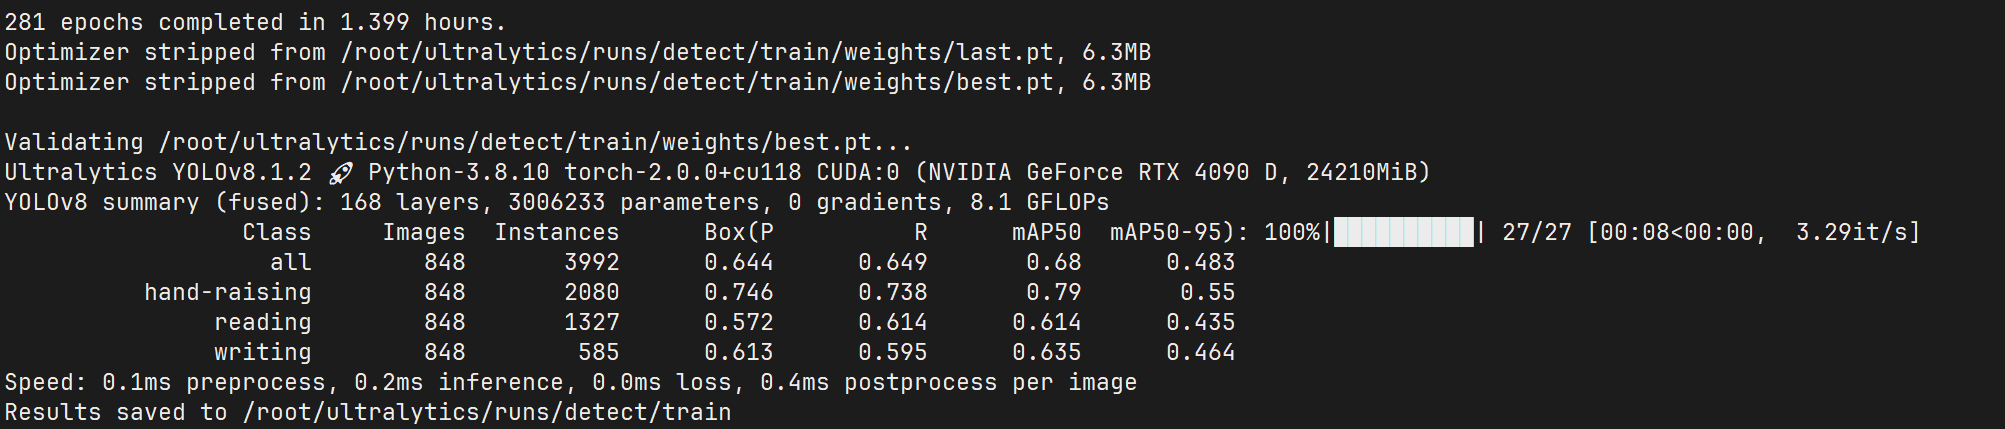 281 epochs completed in 1.399 hours.
Optimizer stripped from /root/ultralytics/runs/detect/train/weights/last.pt, 6.3MB
Optimizer stripped from /root/ultralytics/runs/detect/train/weights/best.pt, 6.3MB
Validating /root/ultralytics/runs/detect/train/weights/best.pt...
Ultralytics YOLOv8.1.2 🚀 Python-3.8.10 torch-2.0.0+cu118 CUDA:0 (NVIDIA GeForce RTX 4090 D, 24210MiB)
YOLOv8 summary (fused): 168 layers, 3006233 parameters, 0 gradients, 8.1 GFLOPs
Class Images Instances Box(P R mAP50 mAP50-95): 100%|██████████| 27/27 [00:08<00:00, 3.29it/s]
all 848 3992 0.644 0.649 0.68 0.483
hand-raising 848 2080 0.746 0.738 0.79 0.55
reading 848 1327 0.572 0.614 0.614 0.435
writing 848 585 0.613 0.595 0.635 0.464
Speed: 0.1ms preprocess, 0.2ms inference, 0.0ms loss, 0.4ms postprocess per image
Results saved to /root/ultralytics/runs/detect/train